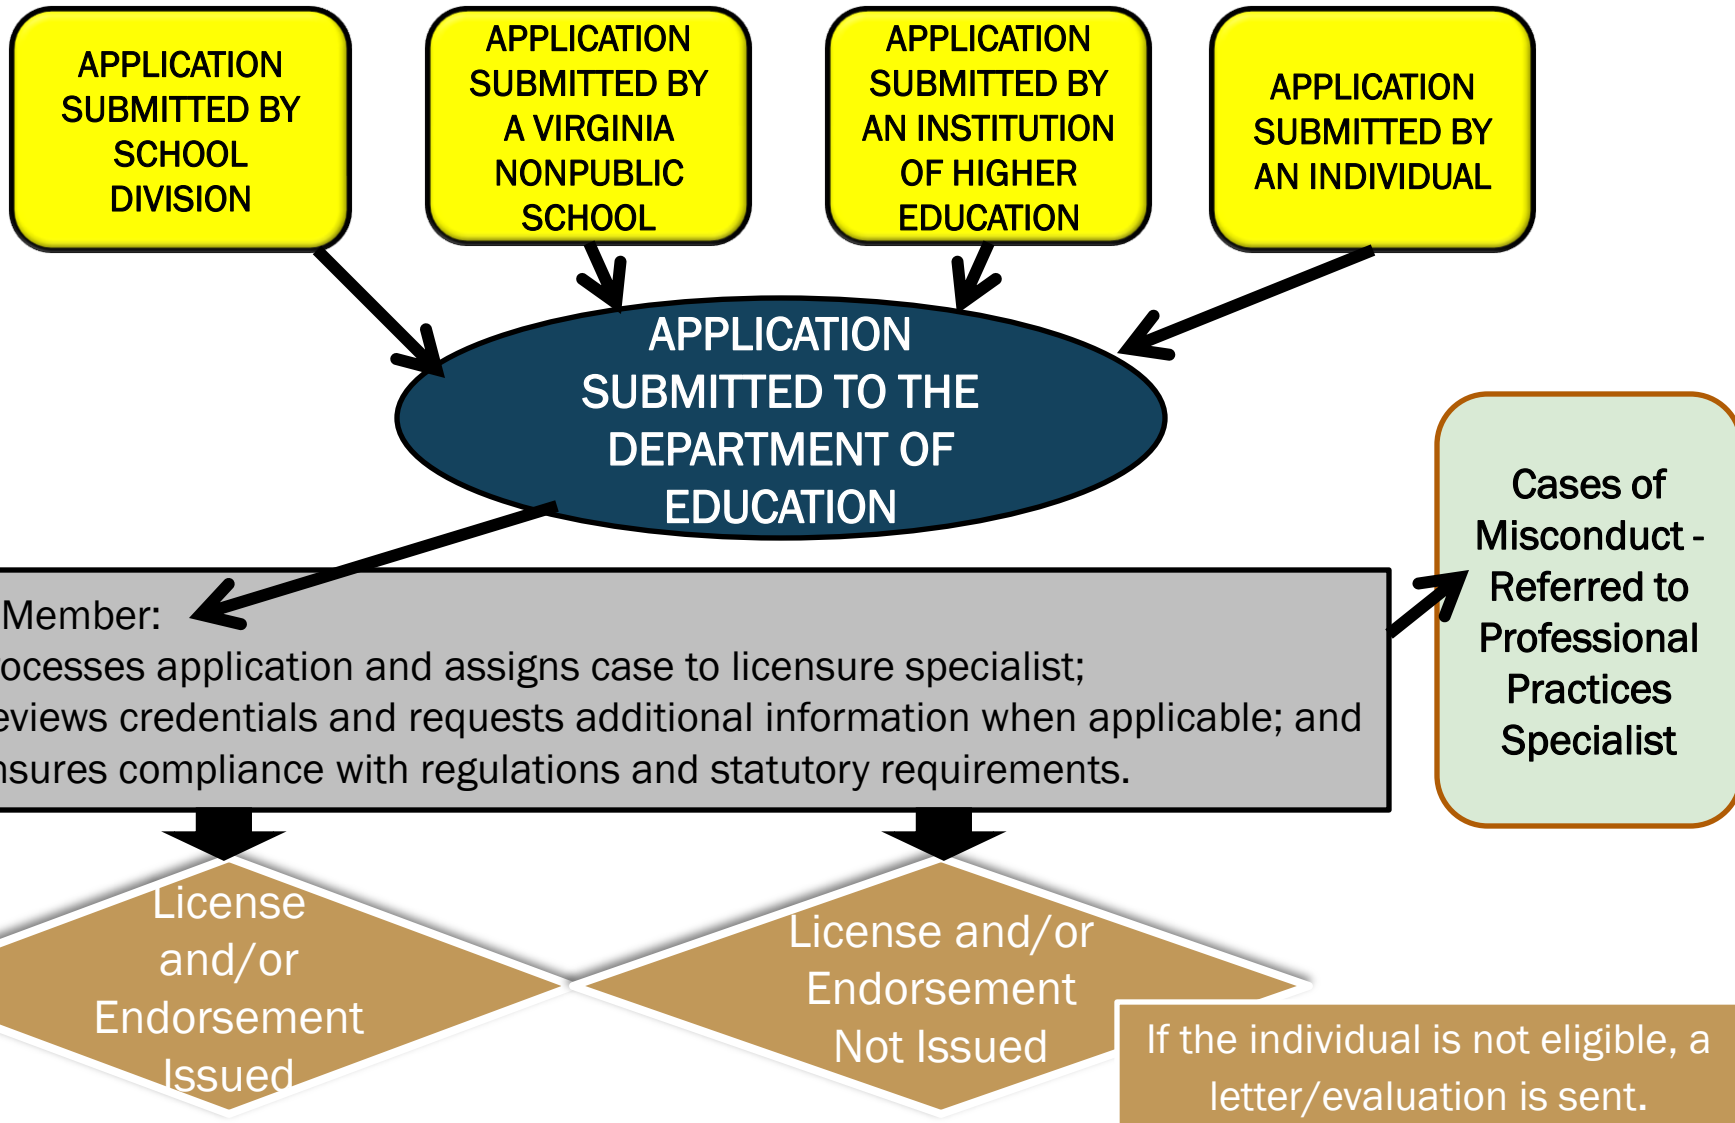 APPLICATION
SUBMITTED BY
SCHOOL
DIVISION
APPLICATION
SUBMITTED BY
A VIRGINIA
NONPUBLIC
SCHOOL
APPLICATION
SUBMITTED BY
AN INSTITUTION
OF HIGHER
EDUCATION
APPLICATION
SUBMITTED BY
AN INDIVIDUAL
APPLICATION
SUBMITTED TO THE
DEPARTMENT OF
EDUCATION
Member:
ocesses application and assigns case to licensure specialist;
eviews credentials and requests additional information when applicable; and
nsures compliance with regulations and statutory requirements.
Cases of
Misconduct -
Referred to
Professional
Practices
Specialist
License
and/or
Endorsement
Issued
License and/or
Endorsement
Not Issued
If the individual is not eligible, a
letter/evaluation is sent.